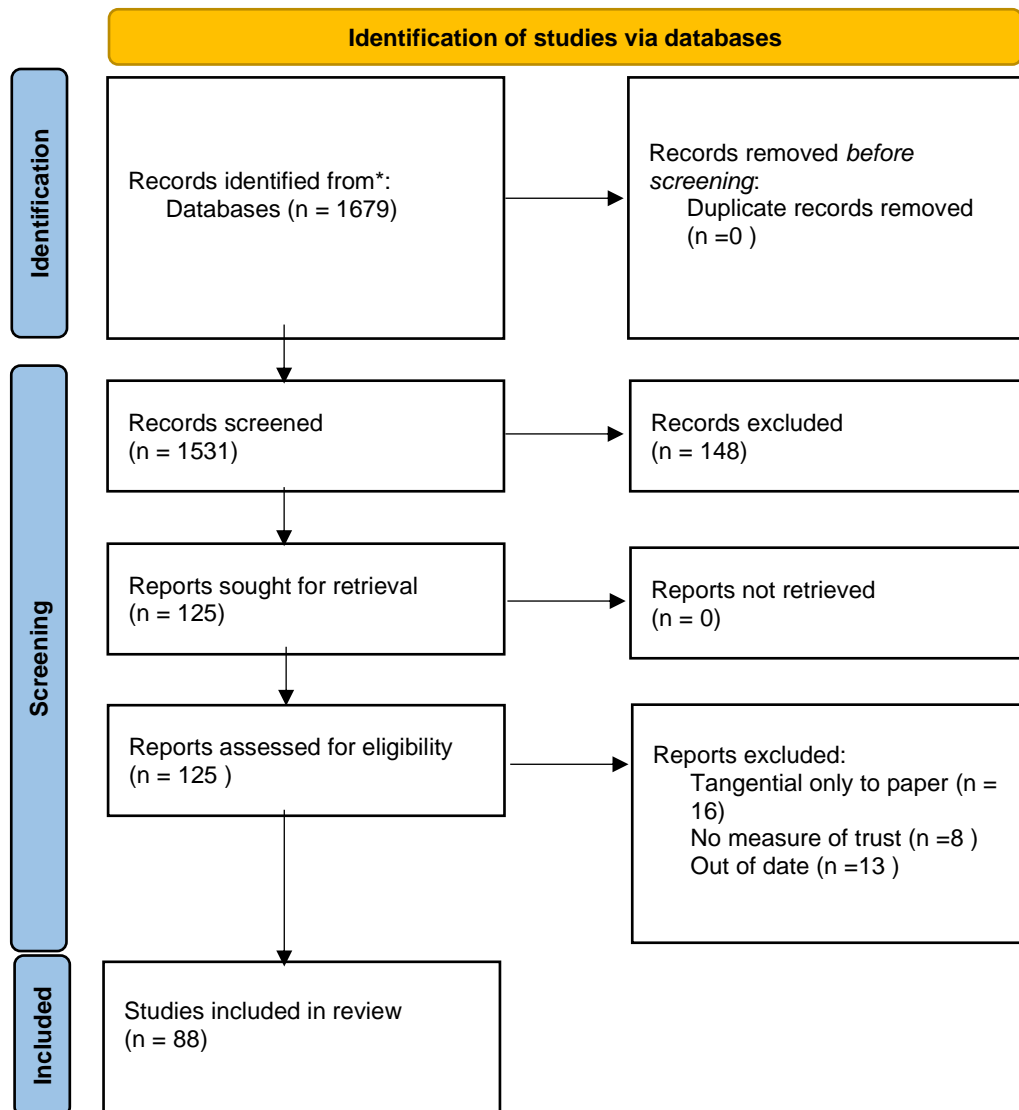 Identification of studies via databases
Identification
Records identified from*:
Databases (n = 1679)
Records removed before
screening:
Duplicate records removed
(n =0 )
Screening
Records screened
(n = 1531)
Records excluded
(n = 148)
Reports sought for retrieval
(n = 125)
Reports not retrieved
(n = 0)
Reports assessed for eligibility
(n = 125 )
Reports excluded:
Tangential only to paper (n =
16)
No measure of trust (n =8 )
Out of date (n =13 )
Included
Studies included in review
(n = 88)